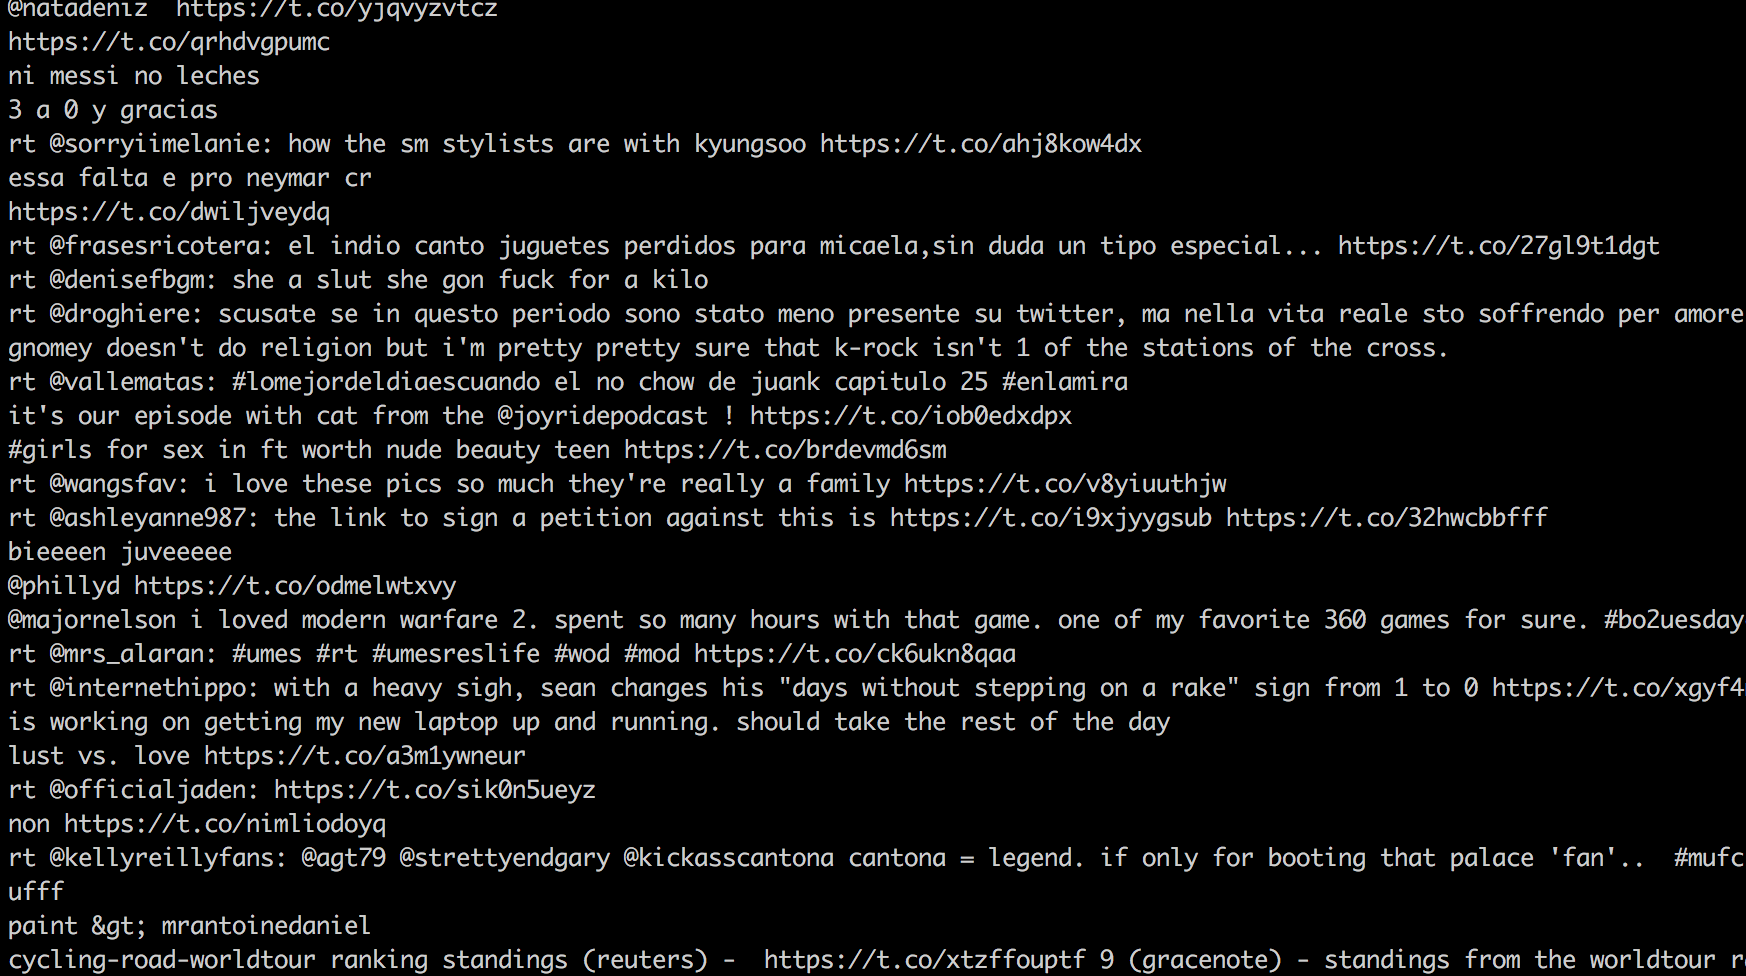 @natadeniz  https://t.co/yjqvyzvtcz
https://t.co/qrhdvgpumc
ni messi no leches
3 a 0 y gracias
rt @sorryiimelanie: how the sm stylists are with kyungsoo https://t.co/ahj8kow4dx
essa falta e pro neymar cr
https://t.co/dwiljveydq
rt @frasesricotera: el indio canto juguetes perdidos para micaela,sin duda un tipo especial... https://t.co/27gl9t1dgt
rt @denisefbgm: she a slut she gon fuck for a kilo
rt @droghiere: scusate se in questo periodo sono stato meno presente su twitter, ma nella vita reale sto soffrendo per amore
gnomey doesn't do religion but i'm pretty pretty sure that k-rock isn't 1 of the stations of the cross.
rt @vallematas: #lomejordeldiaescuando el no chow de juank capitulo 25 #enlamira
it's our episode with cat from the @joyridepodcast ! https://t.co/iob0edxdpx
#girls for sex in ft worth nude beauty teen https://t.co/brdevmd6sm
rt @wangsfav: i love these pics so much they're really a family https://t.co/v8yiuuthjw
rt @ashleyanne987: the link to sign a petition against this is https://t.co/i9xjyygsub https://t.co/32hwcbbfff
bieeeen juveeeee
@phillyd https://t.co/odmelwtxvy
@majornelson i loved modern warfare 2. spent so many hours with that game. one of my favorite 360 games for sure. #bo2uesday
rt @mrs_alaran: #umes #rt #umesreslife #wod #mod https://t.co/ck6ukn8qaa
rt @internethippo: with a heavy sigh, sean changes his "days without stepping on a rake" sign from 1 to 0 https://t.co/xgyf4
is working on getting my new laptop up and running. should take the rest of the day
lust vs. love https://t.co/a3m1ywneur
rt @officialjaden: https://t.co/sik0n5ueyz
non https://t.co/nimliodoyq
rt @kellyreillyfans: @agt79 @strettyendgary @kickasscantona cantona = legend. if only for booting that palace 'fan'..  #mufc
ufff
paint &gt; mrantoinedaniel
cycling-road-worldtour ranking standings (reuters) -  https://t.co/xtzffouptf 9 (gracenote) - standings from the worldtour r